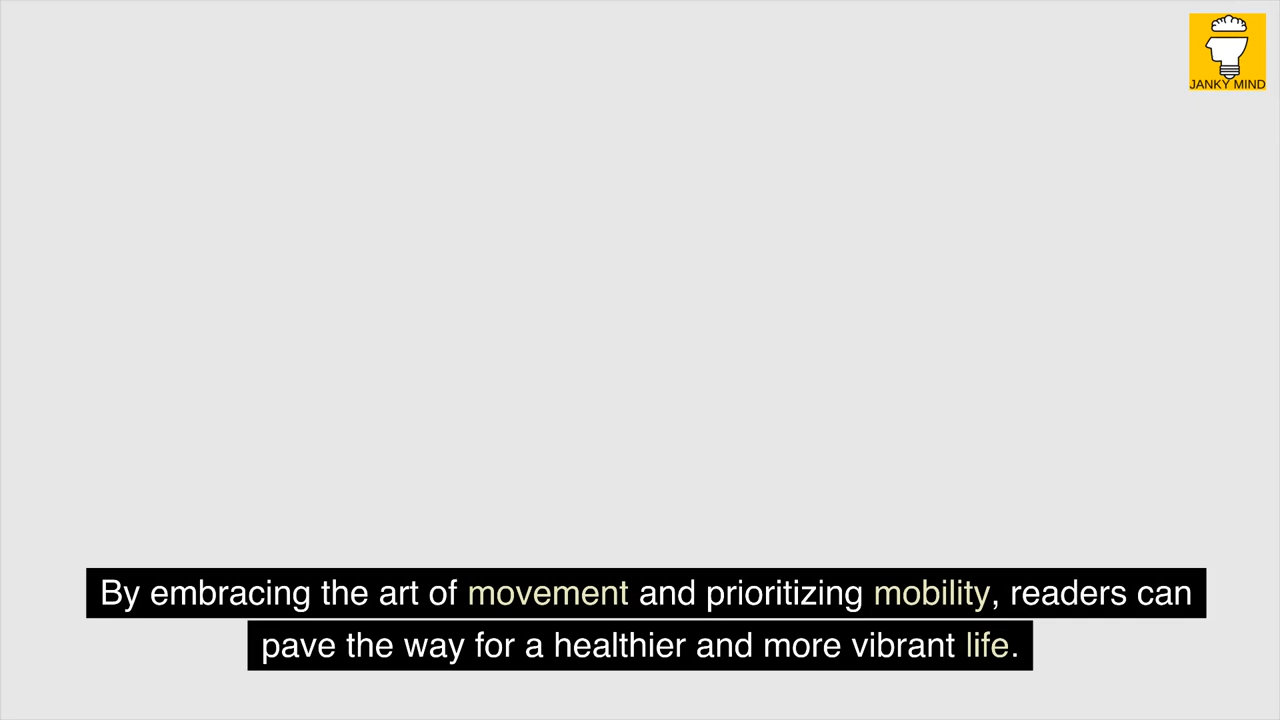 JANKY MIND
By embracing the art of movement and prioritizing mobility, readers can
pave the way for a healthier and more vibrant life.